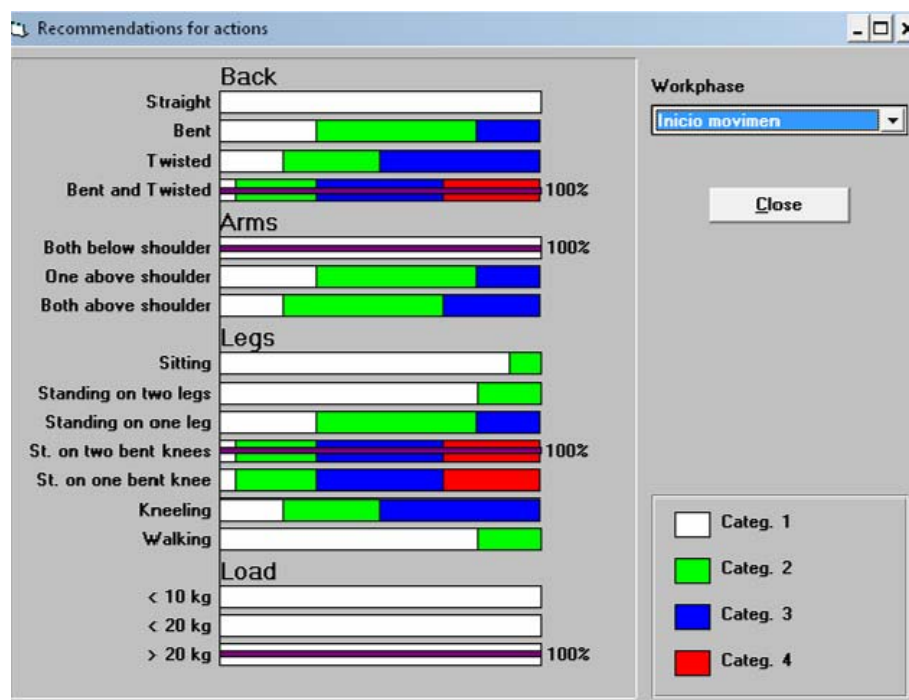 Recommendations for actions
Back
Straight
Bent
Twisted
Bent and Twisted 100%
Arms
Both below shoulder 100%
One above shoulder
Both above shoulder
Legs
Sitting
Standing on two legs
Standing on one leg
St. on two bent knees 100%
St. on one bent knee
Kneeling
Walking
Load
< 10 kg
< 20 kg
> 20 kg 100%
Workphase
Inicio movimen
Close
Categ. 1
Categ. 2
Categ. 3
Categ. 4